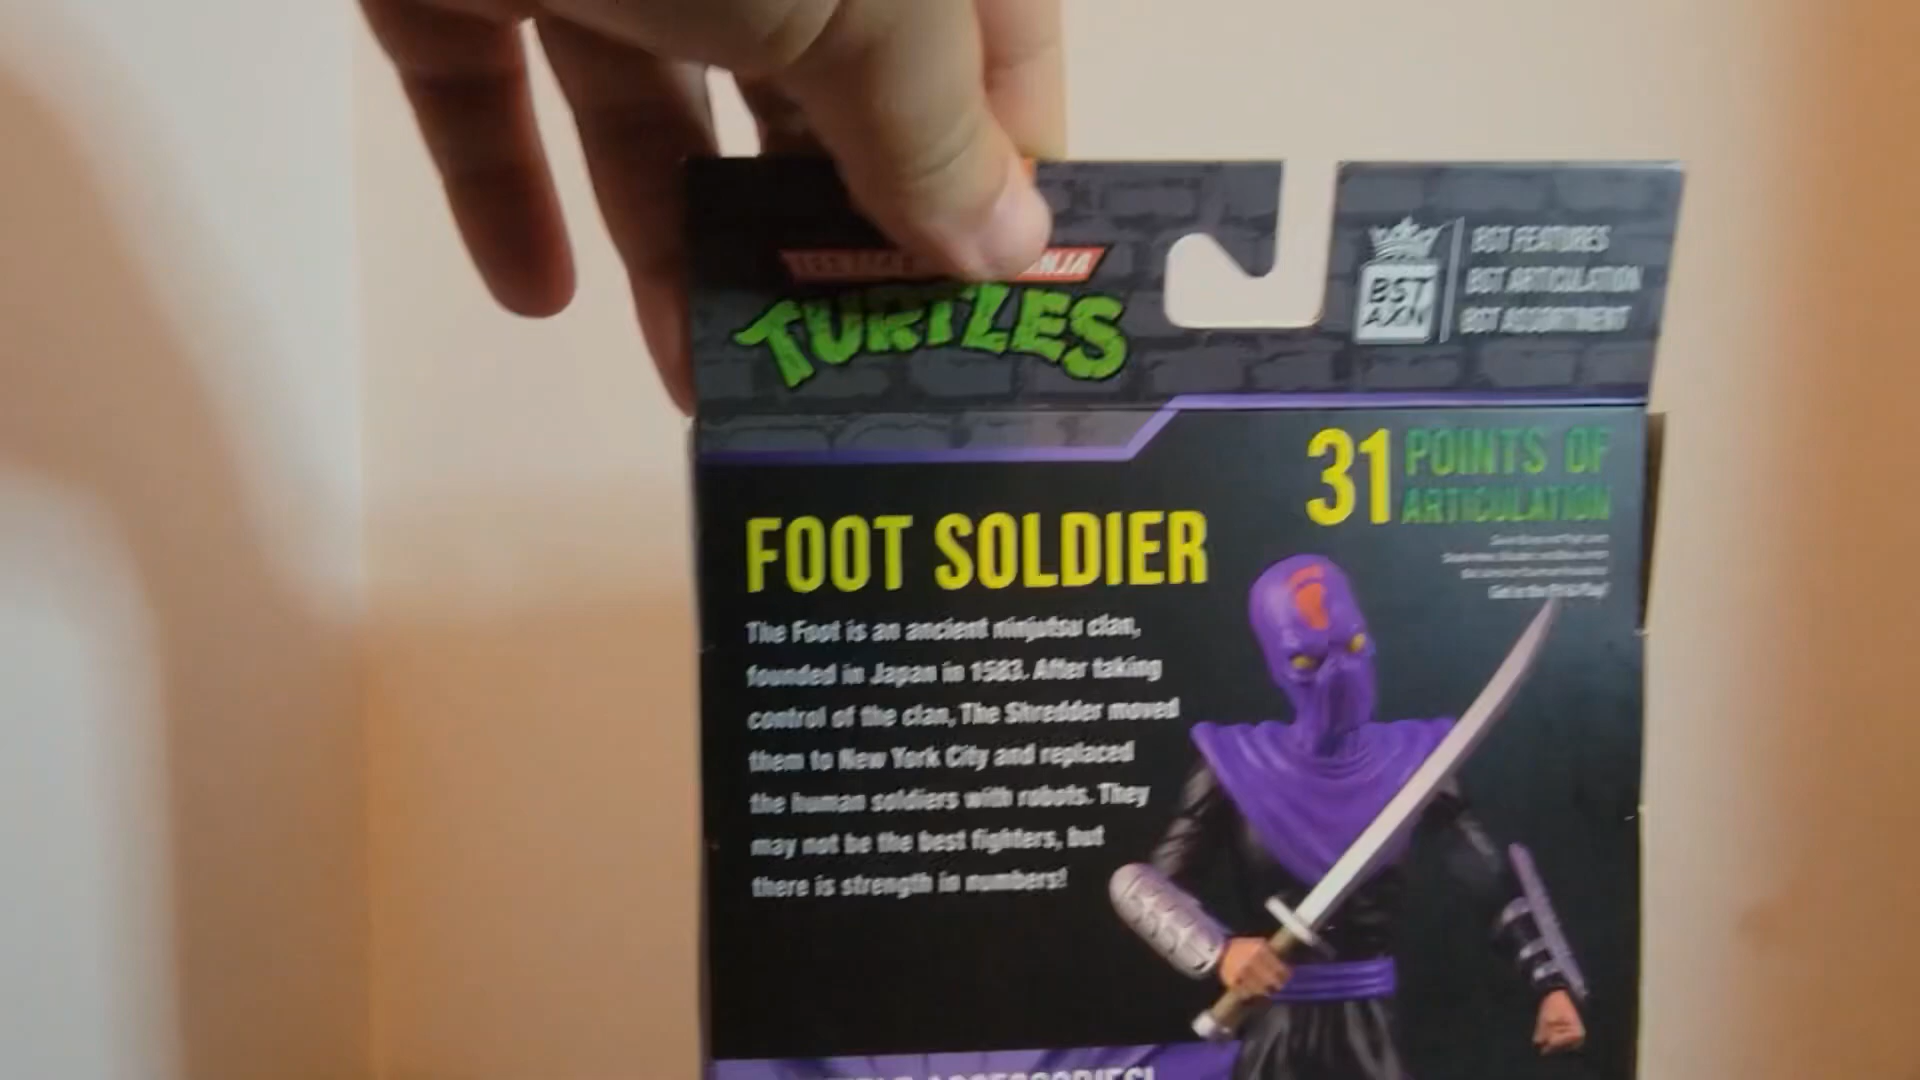 TURTLES
BST
AXN
BST FEATURES
BST ARTICULATION
BST ASSORTMENT
31 POINTS OF
ARTICULATION
FOOT SOLDIER
The Foot is an ancient ninjutsu clan,
founded in Japan in 1583. After taking
control of the clan, The Shredder moved
them to New York City and replaced
the human soldiers with robots. They
may not be the best fighters, but
there is strength in numbers!
ACCESSORIES!